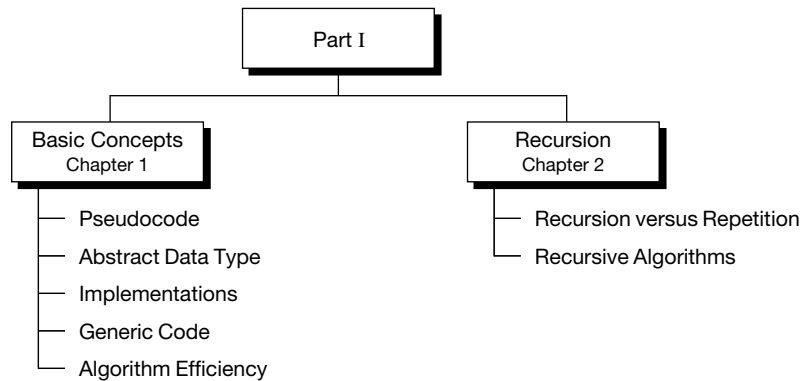 Part I
Basic Concepts
Chapter 1
Pseudocode
Abstract Data Type
Implementations
Generic Code
Algorithm Efficiency
Recursion
Chapter 2
Recursion versus Repetition
Recursive Algorithms